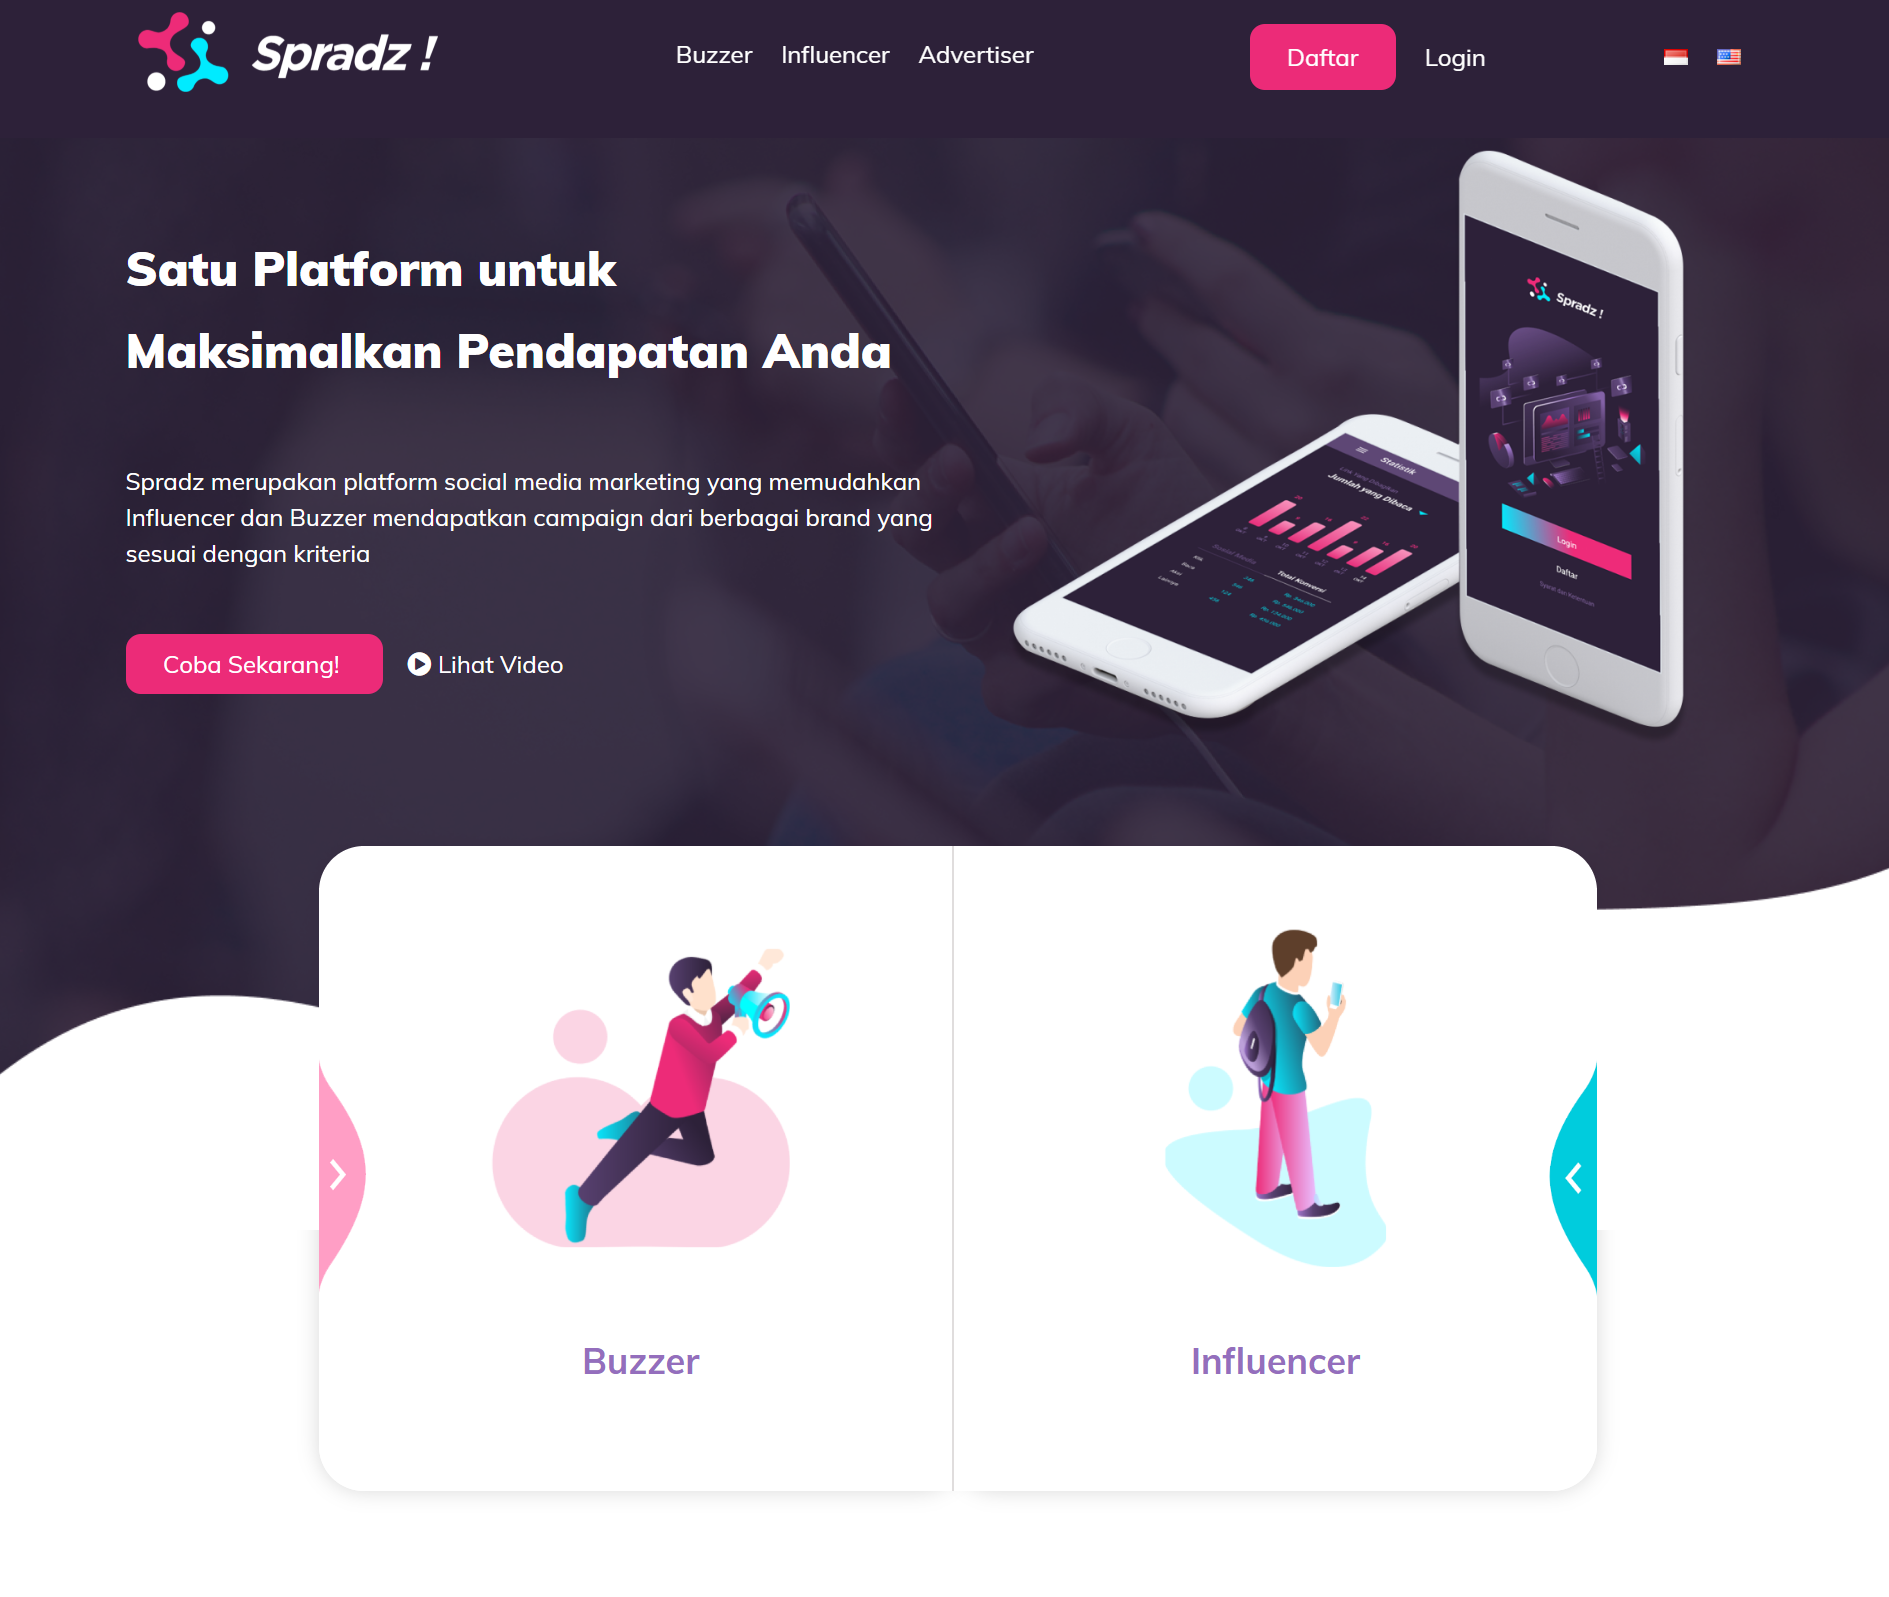 Spradz !
Buzzer Influencer Advertiser
Daftar
Login
Satu Platform untuk
Maksimalkan Pendapatan Anda
Spradz merupakan platform social media marketing yang memudahkan
Influencer dan Buzzer mendapatkan campaign dari berbagai brand yang
sesuai dengan kriteria
Coba Sekarang!
Lihat Video
Statistik
Jumlah yang Dibaca
Total Konversi
Spradz !
Login
Daftar
Buzzer
Influencer